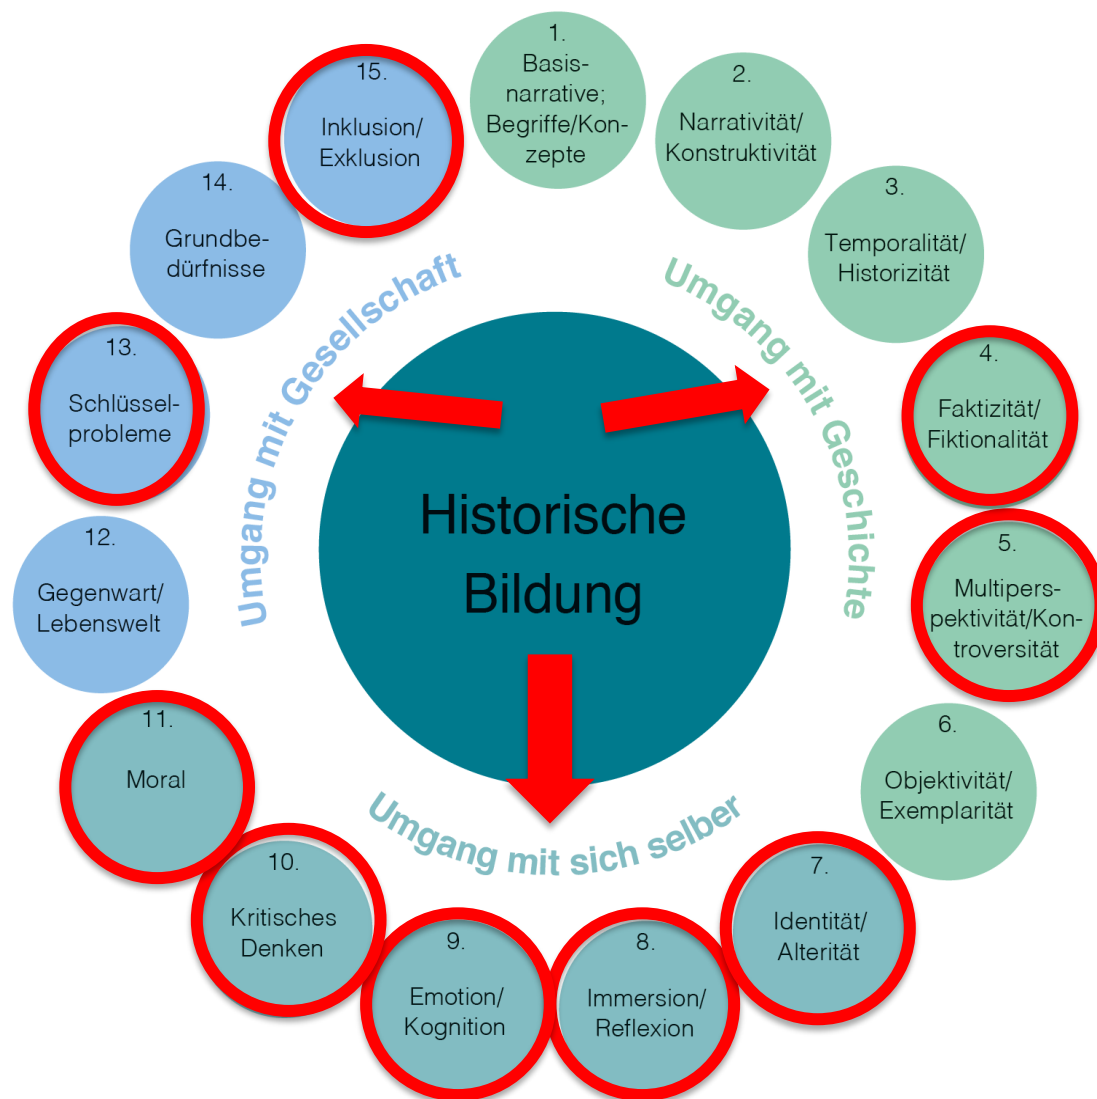 1.
Basis-
narrative;
Begriffe/Kon-
zepte
2.
Narrativität/
Konstruktivität
3.
Temporalität/
Historizität
4.
Faktizität/
Fiktionalität
5.
Multipers-
pektivität/Kon-
troversität
6.
Objektivität/
Exemplarität
7.
Identität/
Alterität
8.
Immersion/
Reflexion
9.
Emotion/
Kognition
10.
Kritisches
Denken
11.
Moral
12.
Gegenwart/
Lebenswelt
13.
Schlüssel-
probleme
14.
Grundbe-
dürfnisse
15.
Inklusion/
Exklusion
Umgang mit Gesellschaft
Umgang mit Geschichte
Umgang mit sich selber
Historische
Bildung